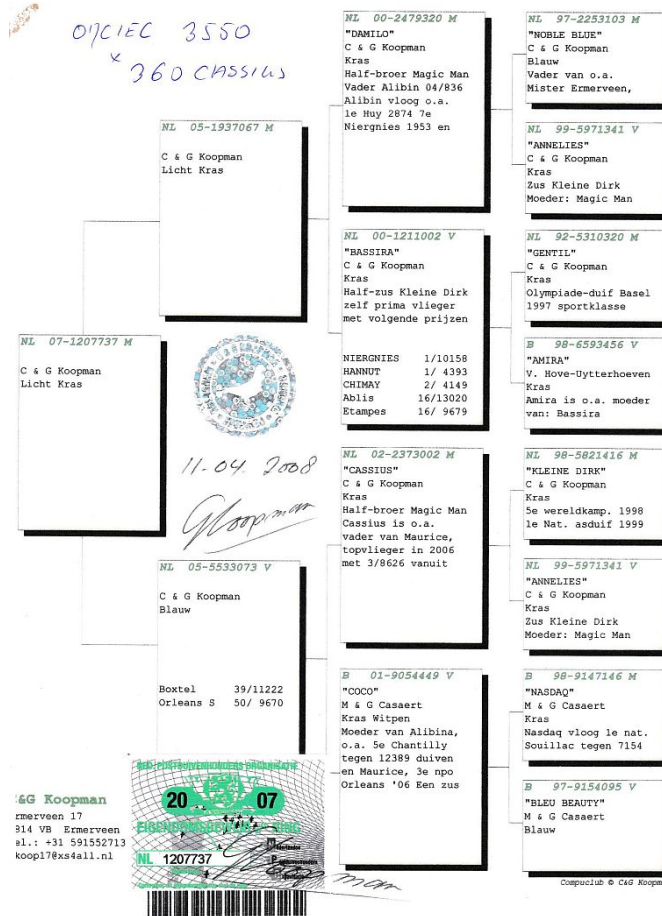 OJCIEC 3550
x
360 CASSIUS
NL 07-1207737 M
C & G Koopman
Licht Kras
NL 05-1937067 M
C & G Koopman
Licht Kras
NL 05-5533073 V
C & G Koopman
Blauw
Boxtel 39/11222
Orleans S 50/ 9670
NL 00-2479320 M
"DAMILO"
C & G Koopman
Kras
Half-broer Magic Man
Vader Alibin 04/836
Alibin vloog o.a.
1e Huy 2874 7e
Niergnies 1953 en
NL 00-1211002 V
"BASSIRA"
C & G Koopman
Kras
Half-zus Kleine Dirk
zelf prima vlieger
met volgende prijzen
NIERGNIES 1/10158
HANNUT 1/ 4393
CHIMAY 2/ 4149
Ablis 16/13020
Etampes 16/ 9679
NL 02-2373002 M
"CASSIUS"
C & G Koopman
Kras
Half-broer Magic Man
Cassius is o.a.
vader van Maurice,
topvlieger in 2006
met 3/8626 vanuit
B 01-9054449 V
"COCO"
M & G Casaert
Kras Witpen
Moeder van Alibina,
o.a. 5e Chantilly
tegen 12389 duiven
en Maurice, 3e npo
Orleans '06 Een zus
NL 97-2253103 M
"NOBLE BLUE"
C & G Koopman
Blauw
Vader van o.a.
Mister Ermerveen,
NL 99-5971341 V
"ANNELIES"
C & G Koopman
Kras
Zus Kleine Dirk
Moeder: Magic Man
NL 92-5310320 M
"GENTIL"
C & G Koopman
Kras
Olympiade-duif Basel
1997 sportklasse
B 98-6593456 V
"AMIRA"
V. Hove-Uytterhoeven
Kras
Amira is o.a. moeder
van: Bassira
NL 98-5821416 M
"KLEINE DIRK"
C & G Koopman
Kras
5e wereldkamp. 1998
1e Nat. asduif 1999
NL 99-5971341 V
"ANNELIES"
C & G Koopman
Kras
Zus Kleine Dirk
Moeder: Magic Man
B 98-9147146 M
"NASDAQ"
M & G Casaert
Kras
Nasdaq vloog 1e nat.
Souillac tegen 7154
B 97-9154095 V
"BLEU BEAUTY"
M & G Casaert
Blauw
11-04. 2008
GKoopman
&G Koopman
rmerveen 17
814 VB Ermerveen
el.: +31 591552713
koop17@xs4all.nl
NED. POSTDUIVENHOUDERS ORGANISATIE
20 07
EIGENDOMSBEWIJS RING
NL 1207737
Compuclub © C&G Koopm